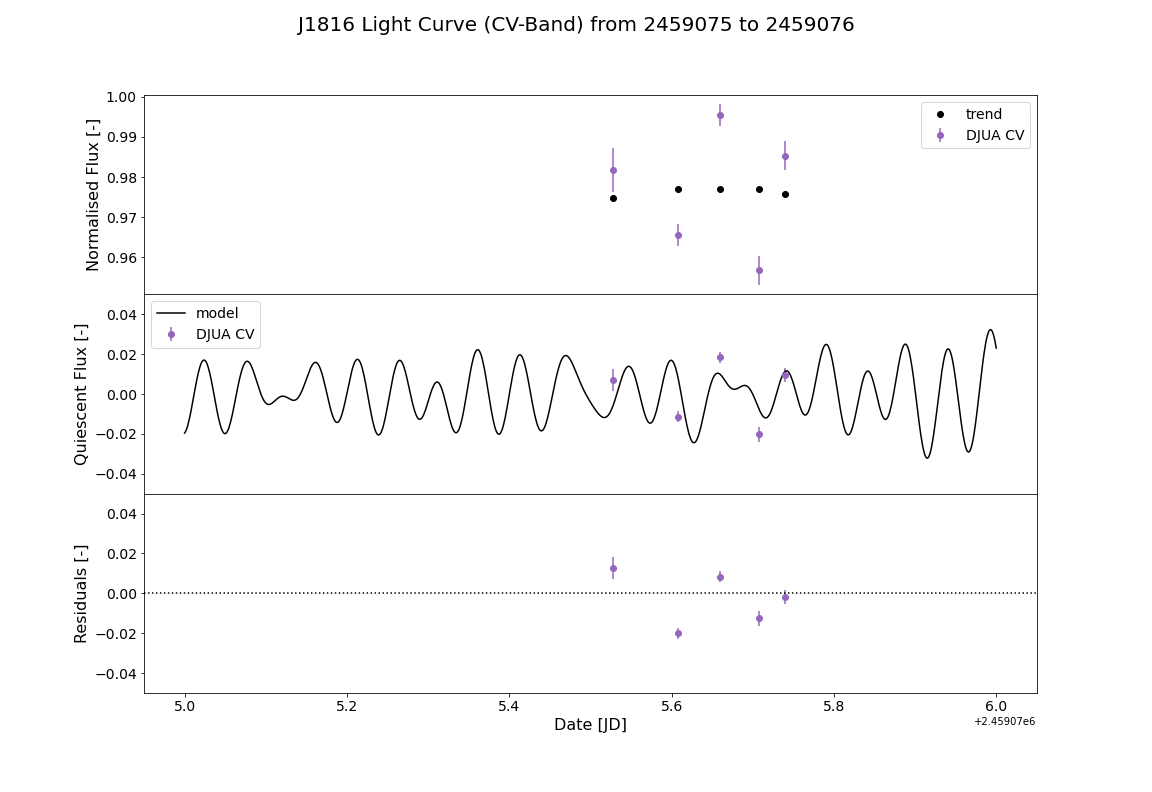 J1816 Light Curve (CV-Band) from 2459075 to 2459076
1.00
0.99
0.98
0.97
0.96
Normalised Flux [-]
trend
DJUA CV
0.04
0.02
0.00
−0.02
−0.04
Quiescent Flux [-]
model
DJUA CV
0.04
0.02
0.00
−0.02
−0.04
Residuals [-]
5.0 5.2 5.4 5.6 5.8 6.0
Date [JD]
+2.45907e6